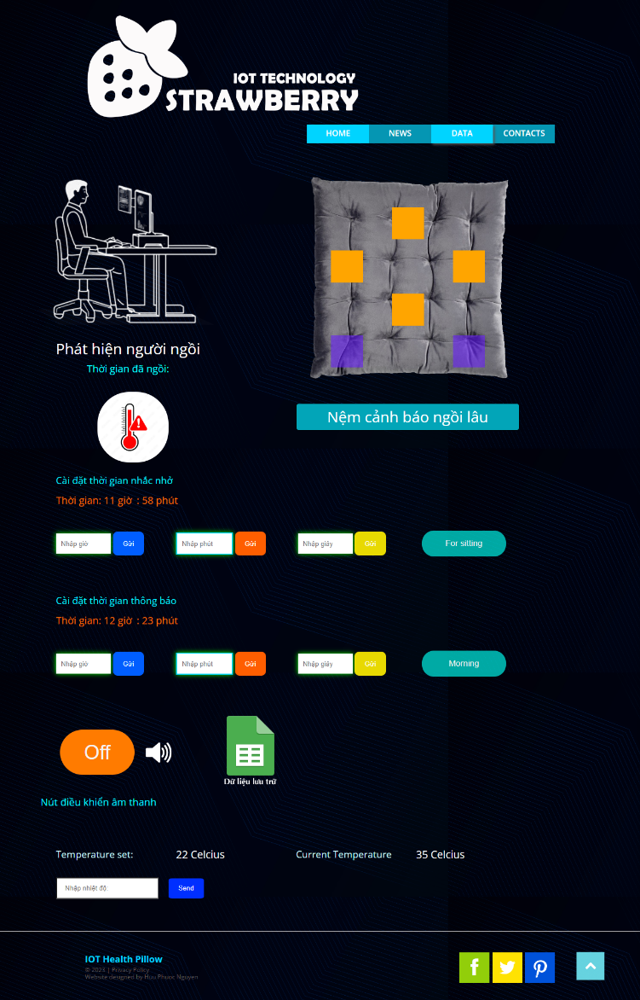 IOT TECHNOLOGY
STRAWBERRY
HOME NEWS DATA CONTACTS
Phát hiện người ngồi
Thời gian đã ngồi:
Nệm cảnh báo ngồi lâu
Cài đặt thời gian nhắc nhở
Thời gian: 11 giờ : 58 phút
Nhập giờ Gửi Nhập phút Gửi Nhập giây Gửi For sitting
Cài đặt thời gian thông báo
Thời gian: 12 giờ : 23 phút
Nhập giờ Gửi Nhập phút Gửi Nhập giây Gửi Morning
Off
Dữ liệu lưu trữ
Nút điều khiển âm thanh
Temperature set: 22 Celcius Current Temperature 35 Celcius
Nhập nhiệt độ: Send
IOT Health Pillow
© 2023 | Privacy Policy
Website designed by Huu Phuoc Nguyen